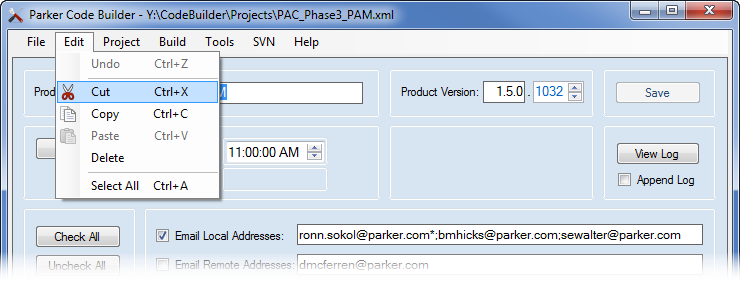 Parker Code Builder - Y:\CodeBuilder\Projects\PAC_Phase3_PAM.xml
File Edit Project Build Tools SVN Help
Undo Ctrl+Z
Cut Ctrl+X
Copy Ctrl+C
Paste Ctrl+V
Delete
Select All Ctrl+A
Product Version: 1.5.0 . 1032 Save
11:00:00 AM
View Log
Append Log
Check All
Email Local Addresses: ronn.sokol@parker.com*;bmhicks@parker.com;sewalter@parker.com
Uncheck All
Email Remote Addresses: dmcferren@parker.com